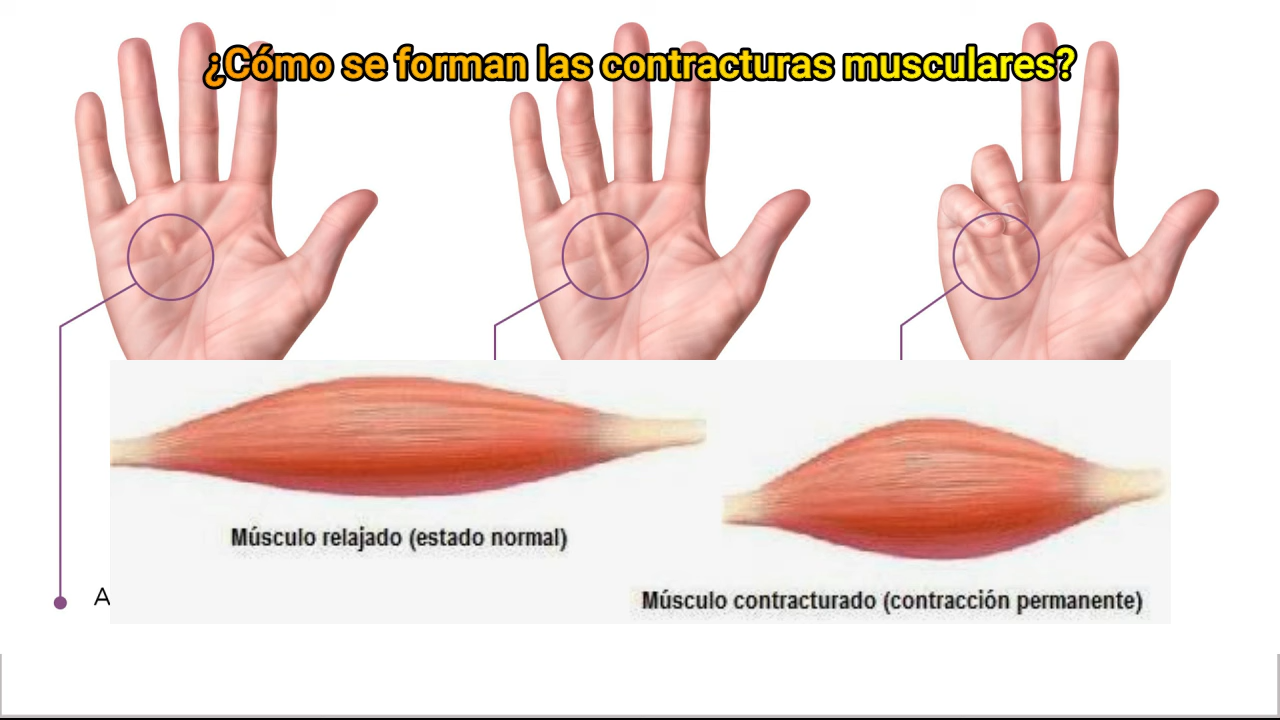 ¿Cómo se forman las contracturas musculares?
Músculo relajado (estado normal)
A
Músculo contracturado (contracción permanente)